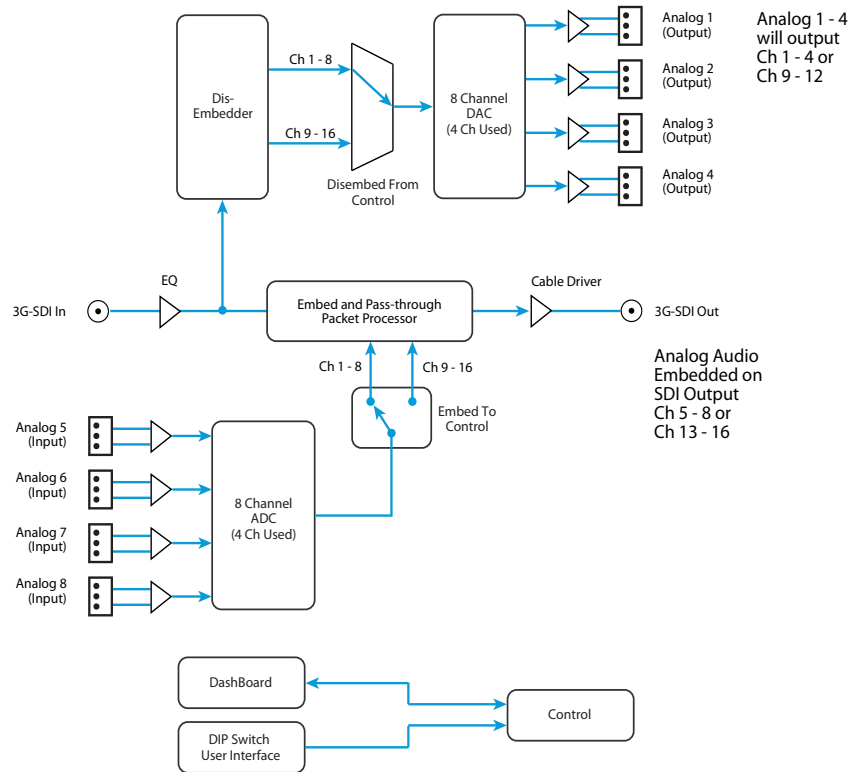 Dis-
Embedder
Ch 1 - 8
Ch 9 - 16
Disembed From
Control
8 Channel
DAC
(4 Ch Used)
Analog 1
(Output)
Analog 2
(Output)
Analog 3
(Output)
Analog 4
(Output)
Analog 1 - 4
will output
Ch 1 - 4 or
Ch 9 - 12
3G-SDI In
EQ
Embed and Pass-through
Packet Processor
Cable Driver
3G-SDI Out
Ch 1 - 8
Ch 9 - 16
Embed To
Control
Analog Audio
Embedded on
SDI Output
Ch 5 - 8 or
Ch 13 - 16
Analog 5
(Input)
Analog 6
(Input)
Analog 7
(Input)
Analog 8
(Input)
8 Channel
ADC
(4 Ch Used)
DashBoard
DIP Switch
User Interface
Control